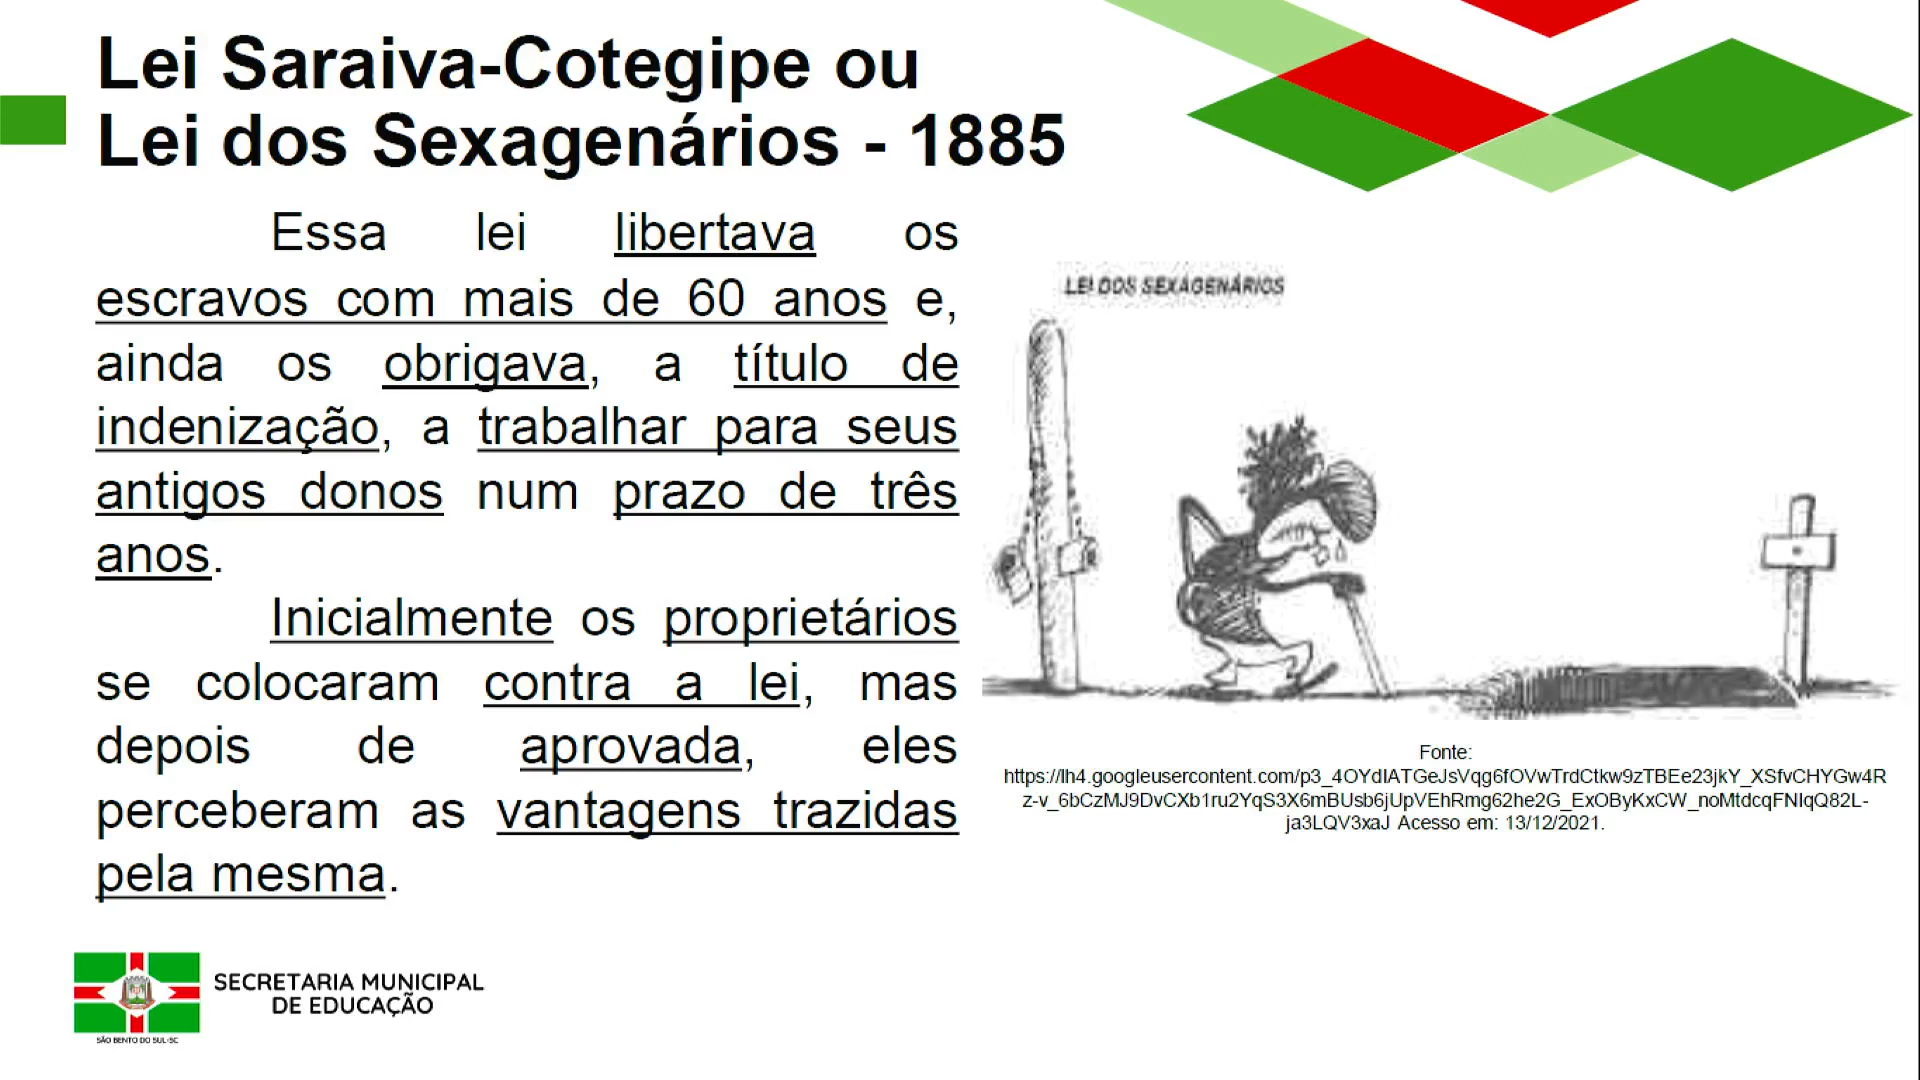 Lei Saraiva-Cotegipe ou
Lei dos Sexagenários - 1885
Essa lei libertava os
escravos com mais de 60 anos e,
ainda os obrigava, a título de
indenização, a trabalhar para seus
antigos donos num prazo de três
anos.
Inicialmente os proprietários
se colocaram contra a lei, mas
depois de aprovada, eles
perceberam as vantagens trazidas
pela mesma.
LEI DOS SEXAGENÁRIOS
Fonte:
https://lh4.googleusercontent.com/p3_4OYdIATGeJsVqg6fOVwTrdCtkw9zTBEe23jkY_XSfvCHYGw4R
z-v_6bCzMJ9DvCXb1ru2YqS3X6mBUsb6jUpVEhRmg62he2G_ExOByKxCW_noMtdcqFNIqQ82L-
ja3LQV3xaJ Acesso em: 13/12/2021.
SECRETARIA MUNICIPAL
DE EDUCAÇÃO
SÃO BENTO DO SUL-SC